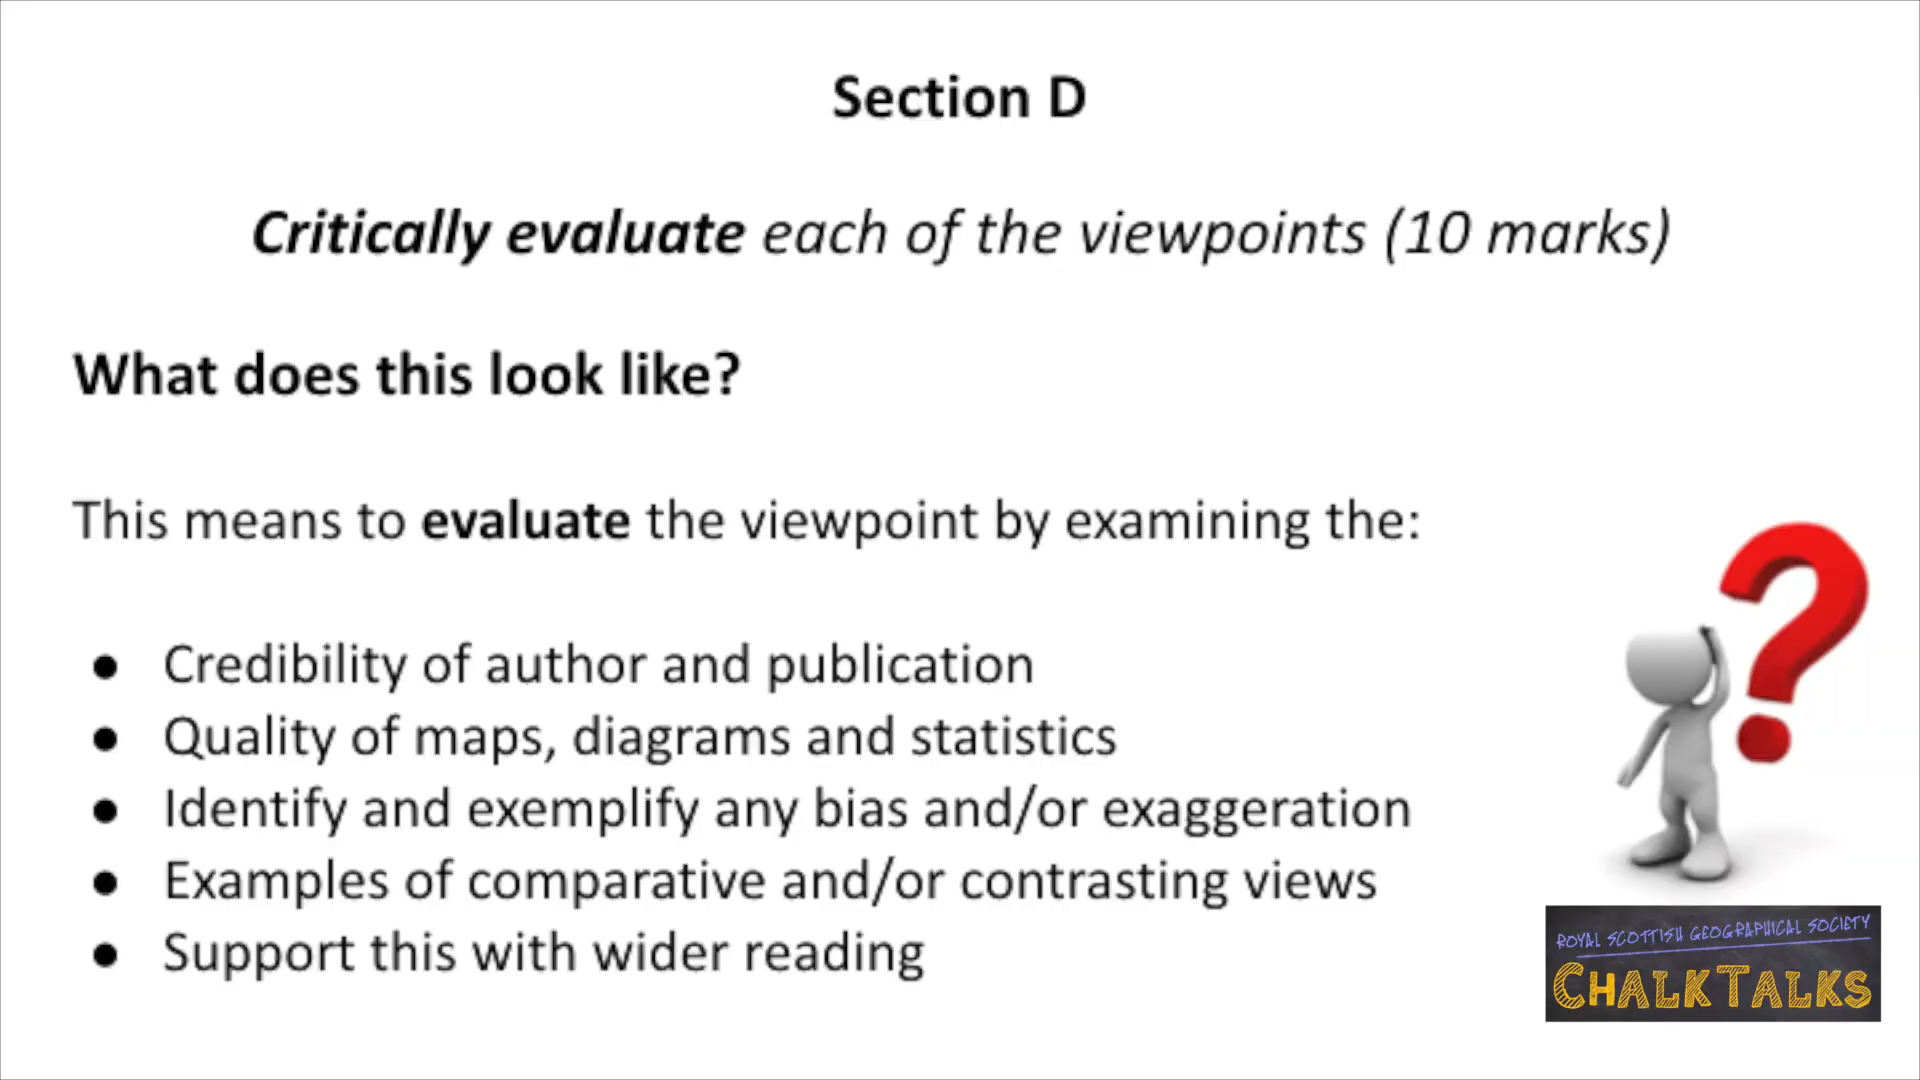 Section D
Critically evaluate each of the viewpoints (10 marks)
What does this look like?
This means to evaluate the viewpoint by examining the:
● Credibility of author and publication
● Quality of maps, diagrams and statistics
● Identify and exemplify any bias and/or exaggeration
● Examples of comparative and/or contrasting views
● Support this with wider reading
ROYAL SCOTTISH GEOGRAPHICAL SOCIETY
CHALKTALKS